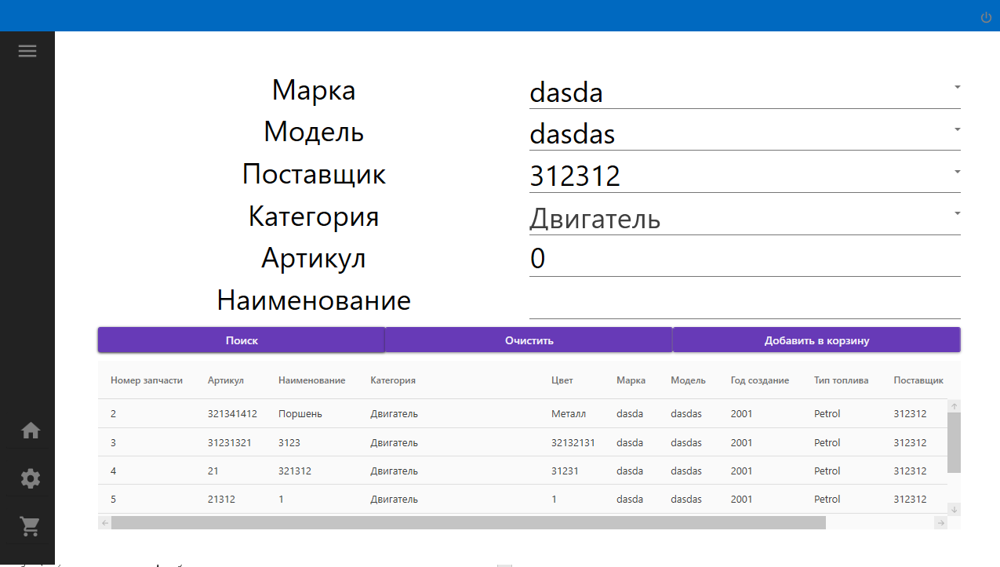 Марка dasda
Модель dasdas
Поставщик 312312
Категория Двигатель
Артикул 0
Наименование
Поиск Очистить Добавить в корзину
Номер запчасти Артикул Наименование Категория Цвет Марка Модель Год создание Тип топлива Поставщик
2 321341412 Поршень Двигатель Металл dasda dasdas 2001 Petrol 312312
3 31231321 3123 Двигатель 32132131 dasda dasdas 2001 Petrol 312312
4 21 321312 Двигатель 31231 dasda dasdas 2001 Petrol 312312
5 21312 1 Двигатель 1 dasda dasdas 2001 Petrol 312312